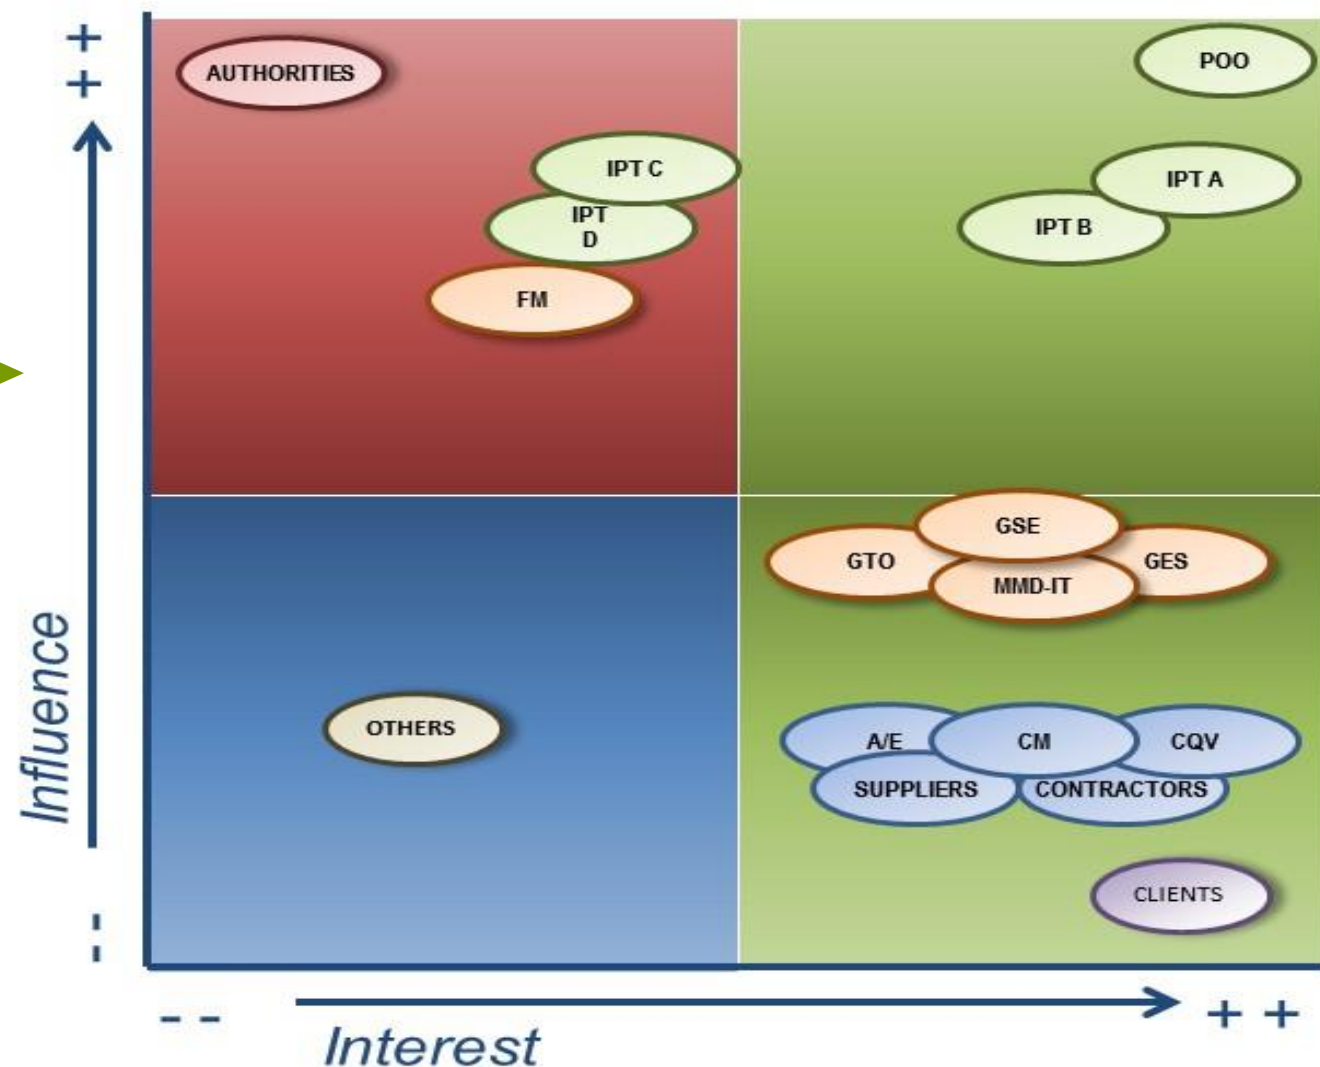 +
+
AUTHORITIES
POO
IPT C
IPT A
IPT
D
IPT B
FM
GSE
GTO
GES
MMD-IT
Influence
OTHERS
A/E
CM
CQV
SUPPLIERS
CONTRACTORS
CLIENTS
- -
- -
+ +
Interest